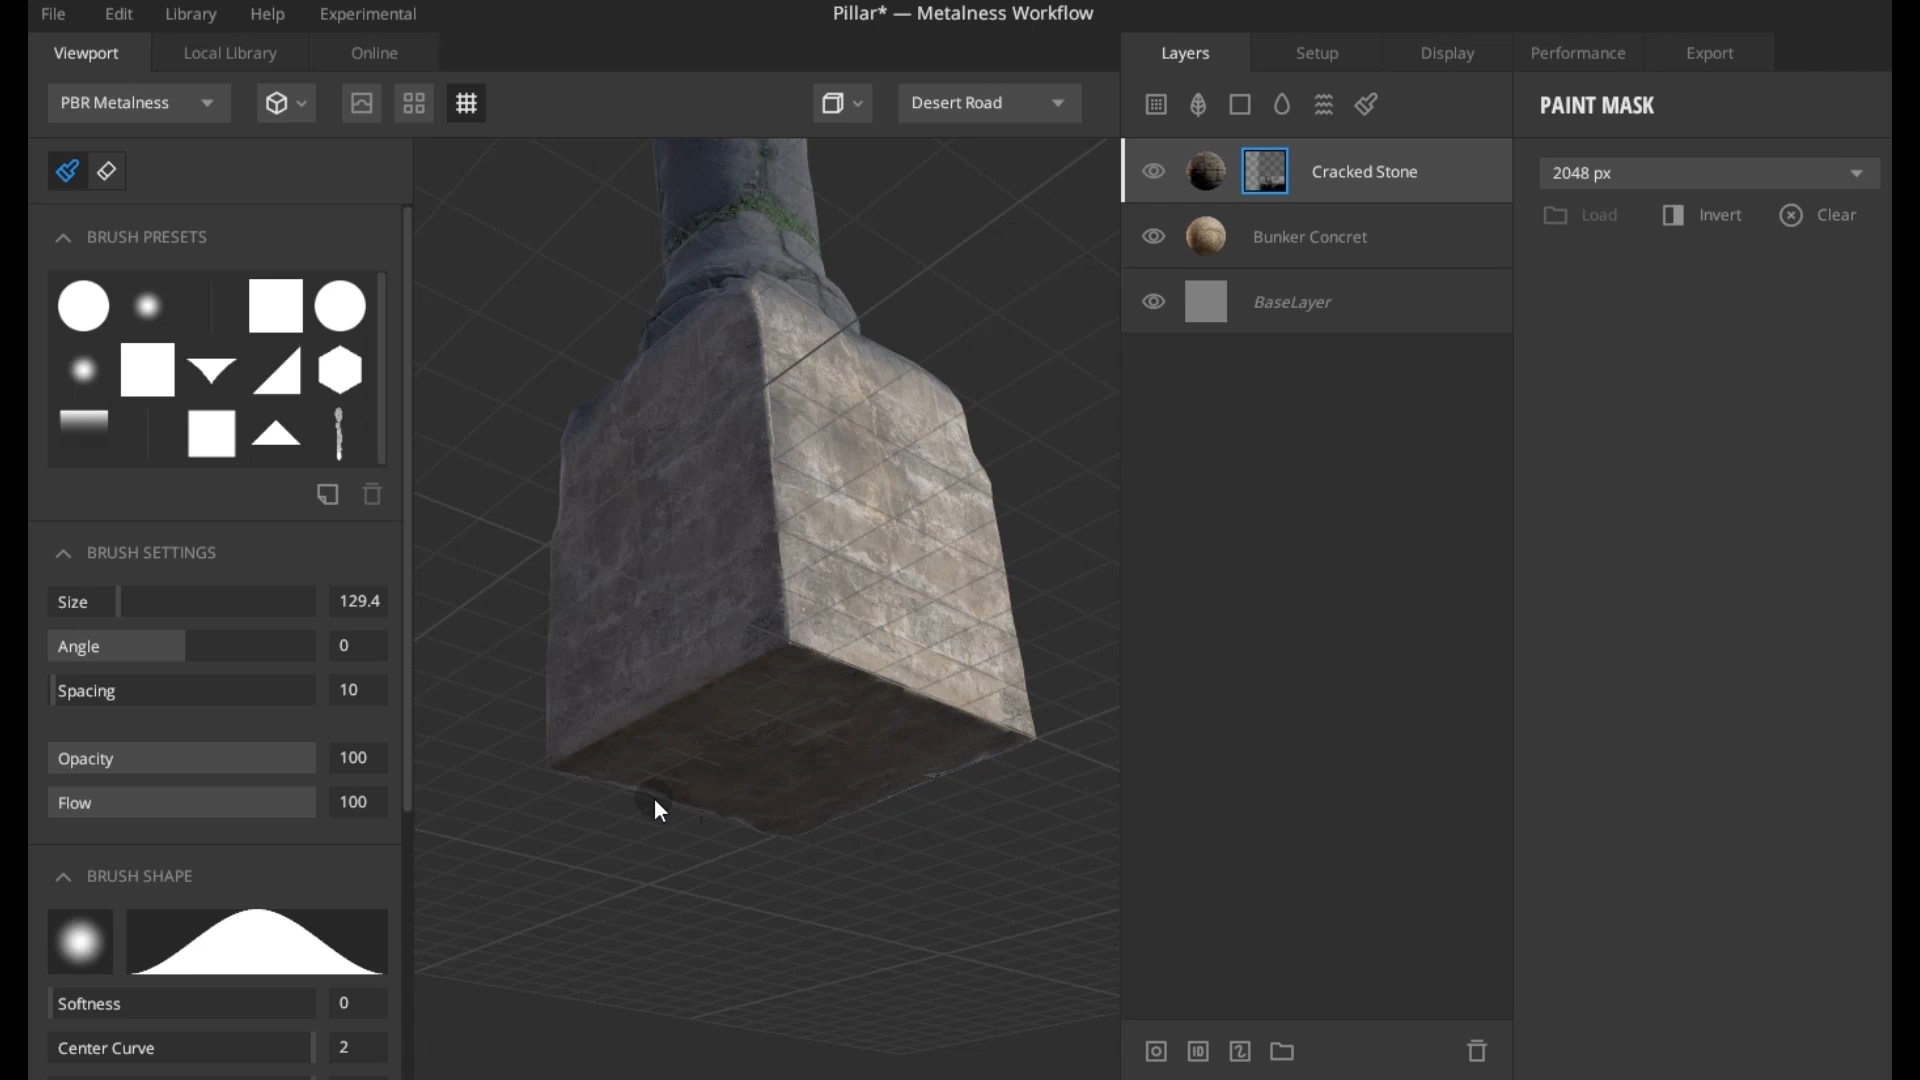 File Edit Library Help Experimental
Pillar* — Metalness Workflow
Viewport Local Library Online
Layers Setup Display Performance Export
PBR Metalness
Desert Road
PAINT MASK
2048 px
Load Invert Clear
Cracked Stone
Bunker Concret
BaseLayer
BRUSH PRESETS
BRUSH SETTINGS
Size 129.4
Angle 0
Spacing 10
Opacity 100
Flow 100
BRUSH SHAPE
Softness 0
Center Curve 2
ID